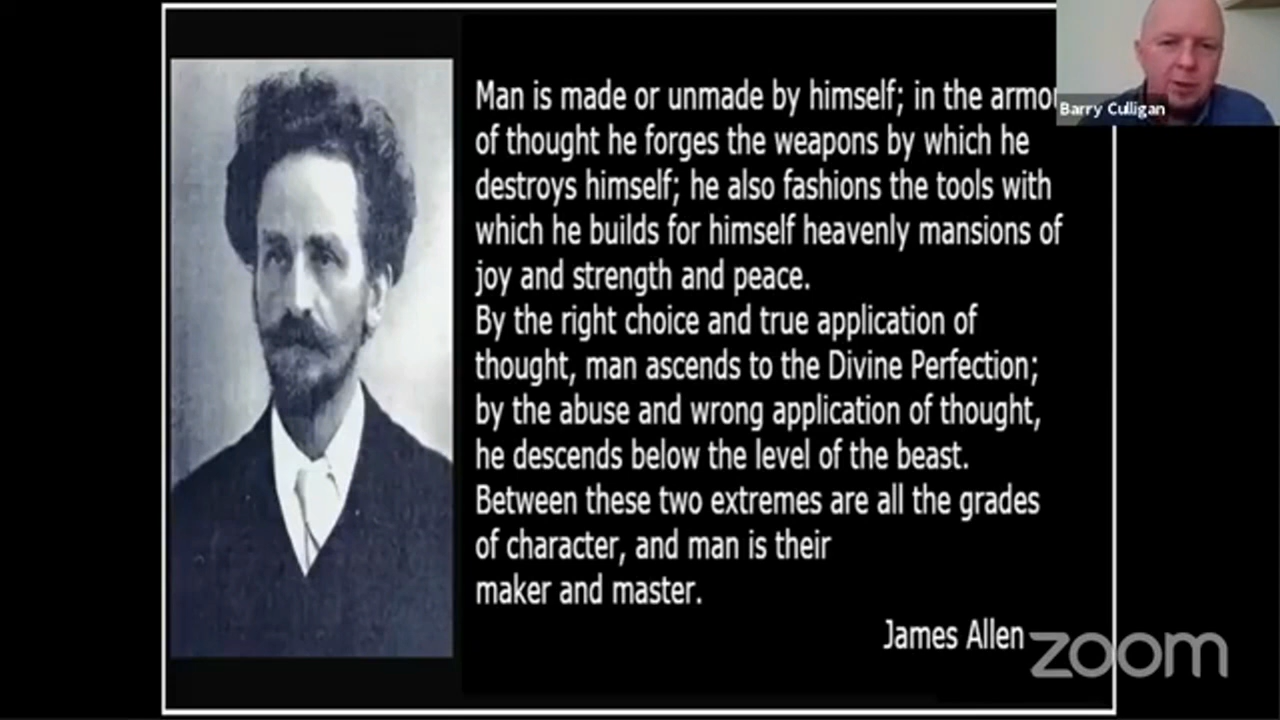 Man is made or unmade by himself; in the armo
of thought he forges the weapons by which he
destroys himself; he also fashions the tools with
which he builds for himself heavenly mansions of
joy and strength and peace.
By the right choice and true application of
thought, man ascends to the Divine Perfection;
by the abuse and wrong application of thought,
he descends below the level of the beast.
Between these two extremes are all the grades
of character, and man is their
maker and master.
James Allen
Barry Culligan
zoom